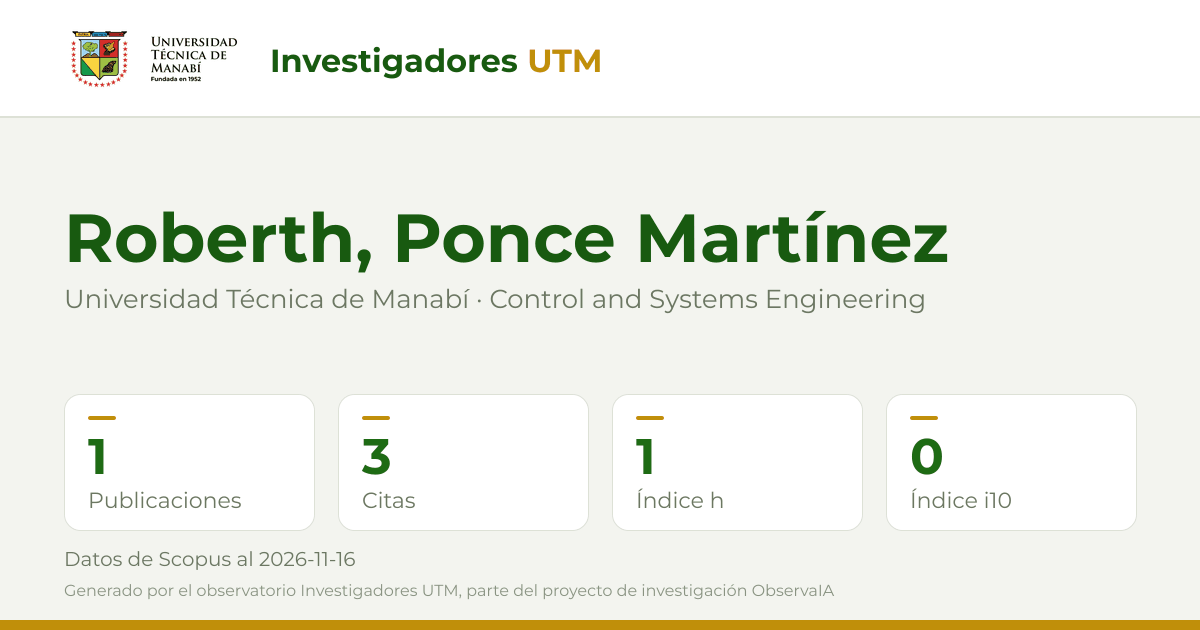 UNIVERSIDAD
TÉCNICA DE
MANABÍ
Fundada en 1952
Investigadores UTM
Roberth, Ponce Martínez
Universidad Técnica de Manabí · Control and Systems Engineering
1
Publicaciones
3
Citas
1
Índice h
0
Índice i10
Datos de Scopus al 2026-11-16
Generado por el observatorio Investigadores UTM, parte del proyecto de investigación ObservaIA